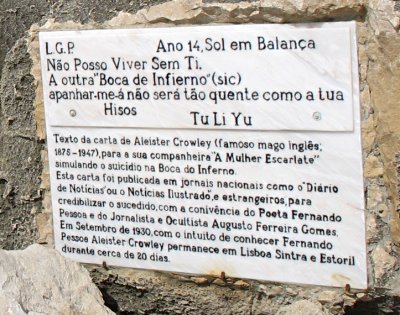 L.G.P. Ano 14, Sol em Balança
Não Posso Viver Sem Ti.
A outra "Boca de Infierno" (sic)
apanhar-me-á não será tão quente como a tua
Hisos
Tu Li Yu
Texto da carta de Aleister Crowley (famoso mago inglês;
1875-1947), para a sua companheira "A Mulher Escarlate"
simulando o suicídio na Boca do Inferno.
Esta carta foi publicada em jornais nacionais como o "Diário
de Notícias" ou o Notícias Ilustrado, e estrangeiros, para
credibilizar o sucedido, com a conivência do Poeta Fernando
Pessoa e do Jornalista e Ocultista Augusto Ferreira Gomes.
Em Setembro de 1930, com o intuito de conhecer Fernando
Pessoa Aleister Crowley permanece em Lisboa Sintra e Estoril
durante cerca de 20 dias.